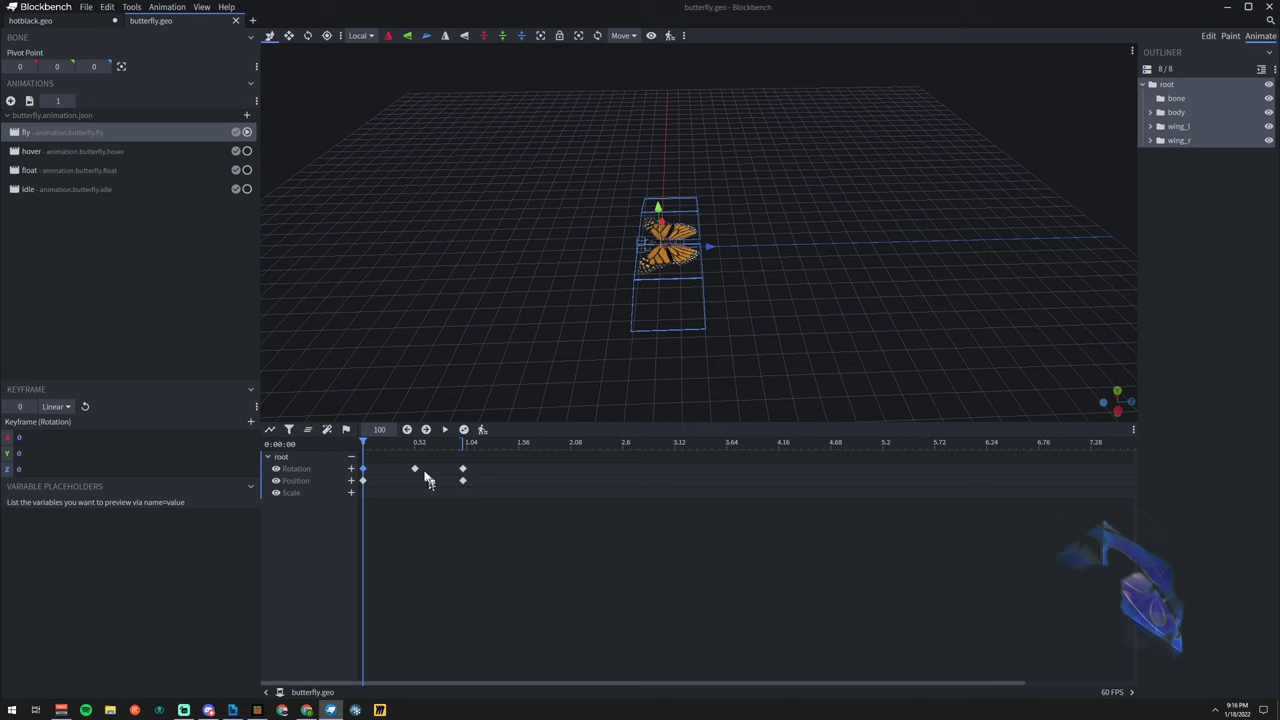 Blockbench File Edit Tools Animation View Help butterfly.geo - Blockbench
hotblack.geo butterfly.geo
BONE
Local Move Edit Paint Animate
Pivot Point
0 0 0
OUTLINER
8 / 8
ANIMATIONS
1
butterfly.animation.json
fly - animation.butterfly.fly
hover - animation.butterfly.hover
float - animation.butterfly.float
idle - animation.butterfly.idle
root
bone
body
wing_l
wing_r
KEYFRAME
0 Linear
Keyframe (Rotation)
X 0
Y 0
Z 0
VARIABLE PLACEHOLDERS
List the variables you want to preview via name=value
100
0:00:00 0.52 1.04 1.56 2.08 2.6 3.12 3.64 4.16 4.68 5.2 5.72 6.24 6.76 7.28
root
Rotation
Position
Scale
butterfly.geo 60 FPS
9:16 PM
1/18/2022